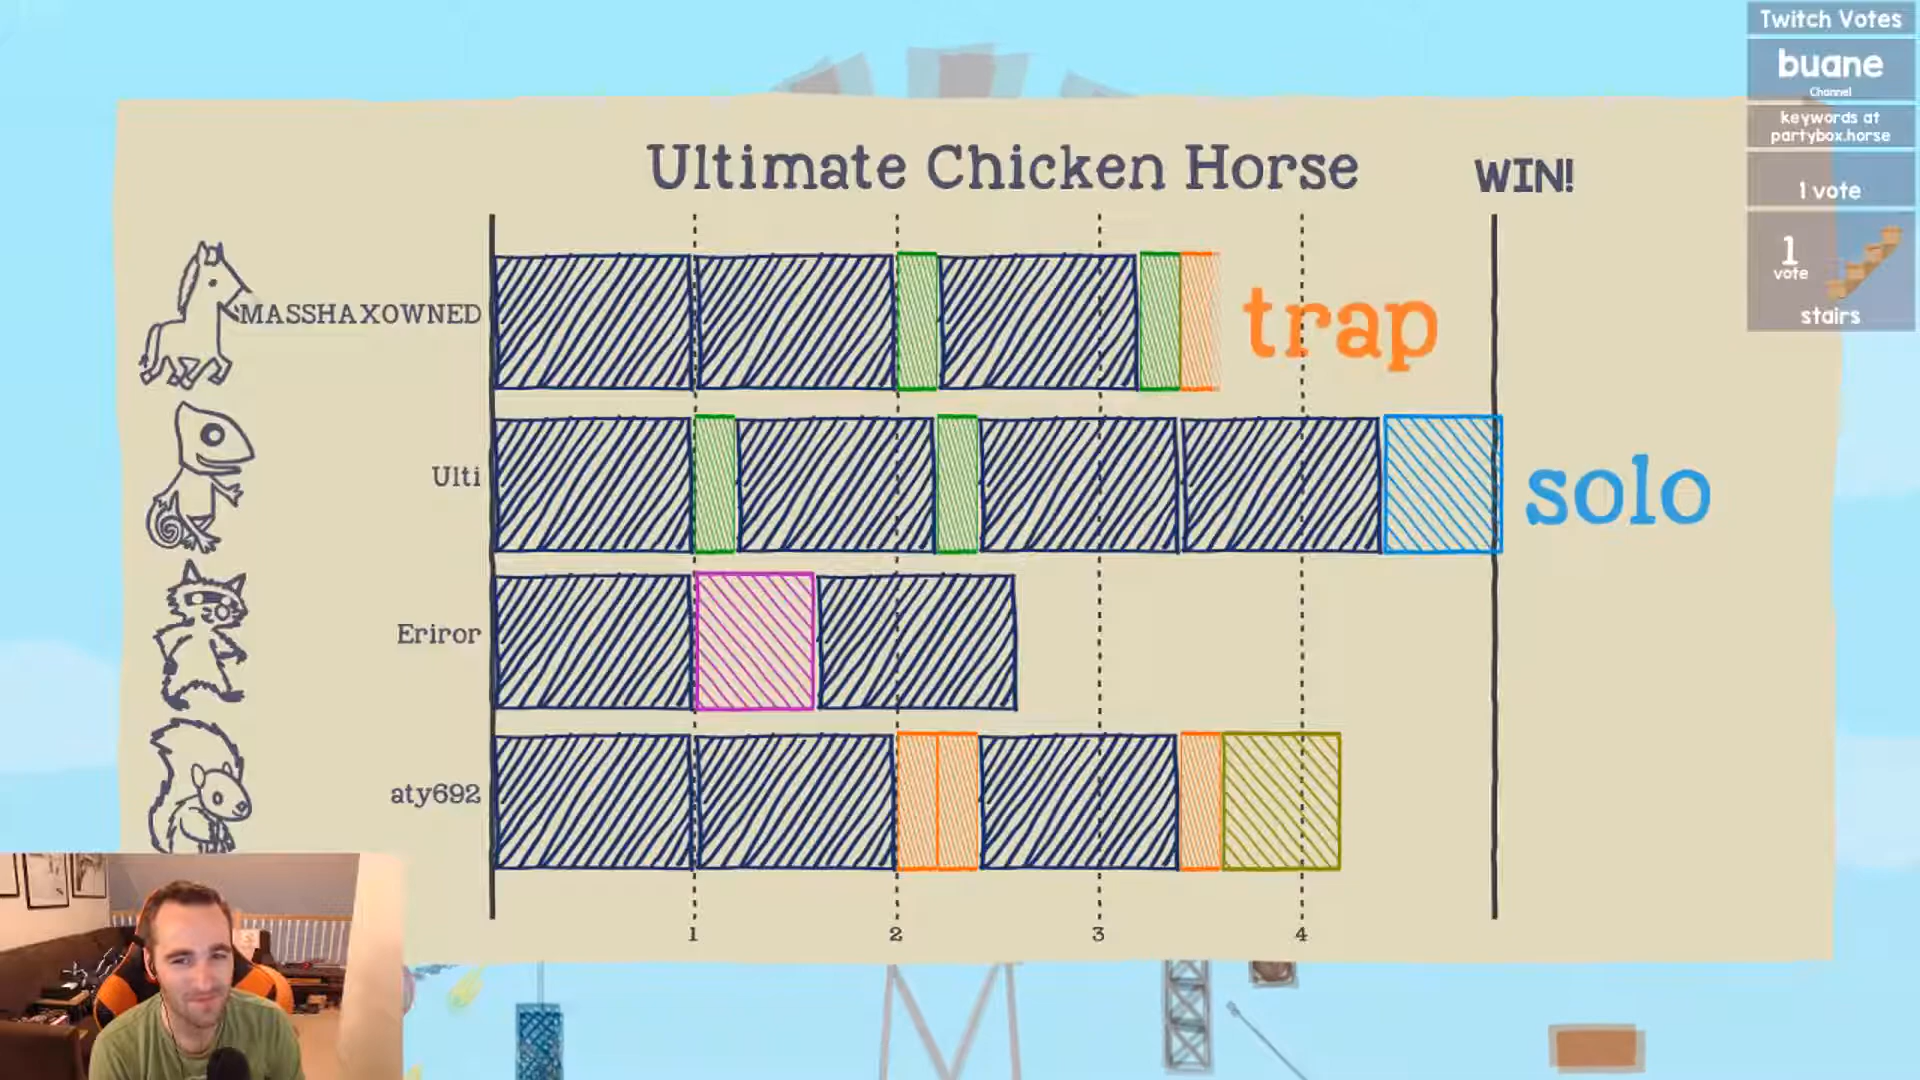 Twitch Votes
buane
Channel
keywords at
partybox.horse
1 vote
1
vote
stairs
Ultimate Chicken Horse
WIN!
MASSHAXOWNED
trap
Ulti
solo
Eriror
aty692
1
2
3
4